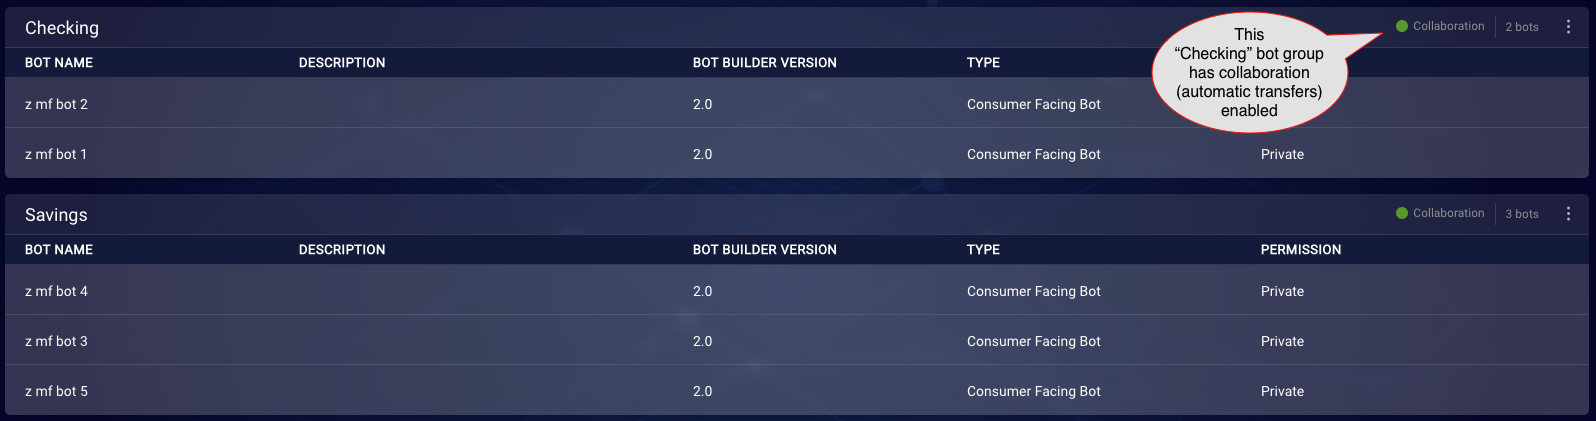 Checking
Collaboration 2 bots
This
“Checking” bot group
has collaboration
(automatic transfers)
enabled
BOT NAME DESCRIPTION BOT BUILDER VERSION TYPE
z mf bot 2 2.0 Consumer Facing Bot
z mf bot 1 2.0 Consumer Facing Bot Private
Savings Collaboration 3 bots
BOT NAME DESCRIPTION BOT BUILDER VERSION TYPE PERMISSION
z mf bot 4 2.0 Consumer Facing Bot Private
z mf bot 3 2.0 Consumer Facing Bot Private
z mf bot 5 2.0 Consumer Facing Bot Private